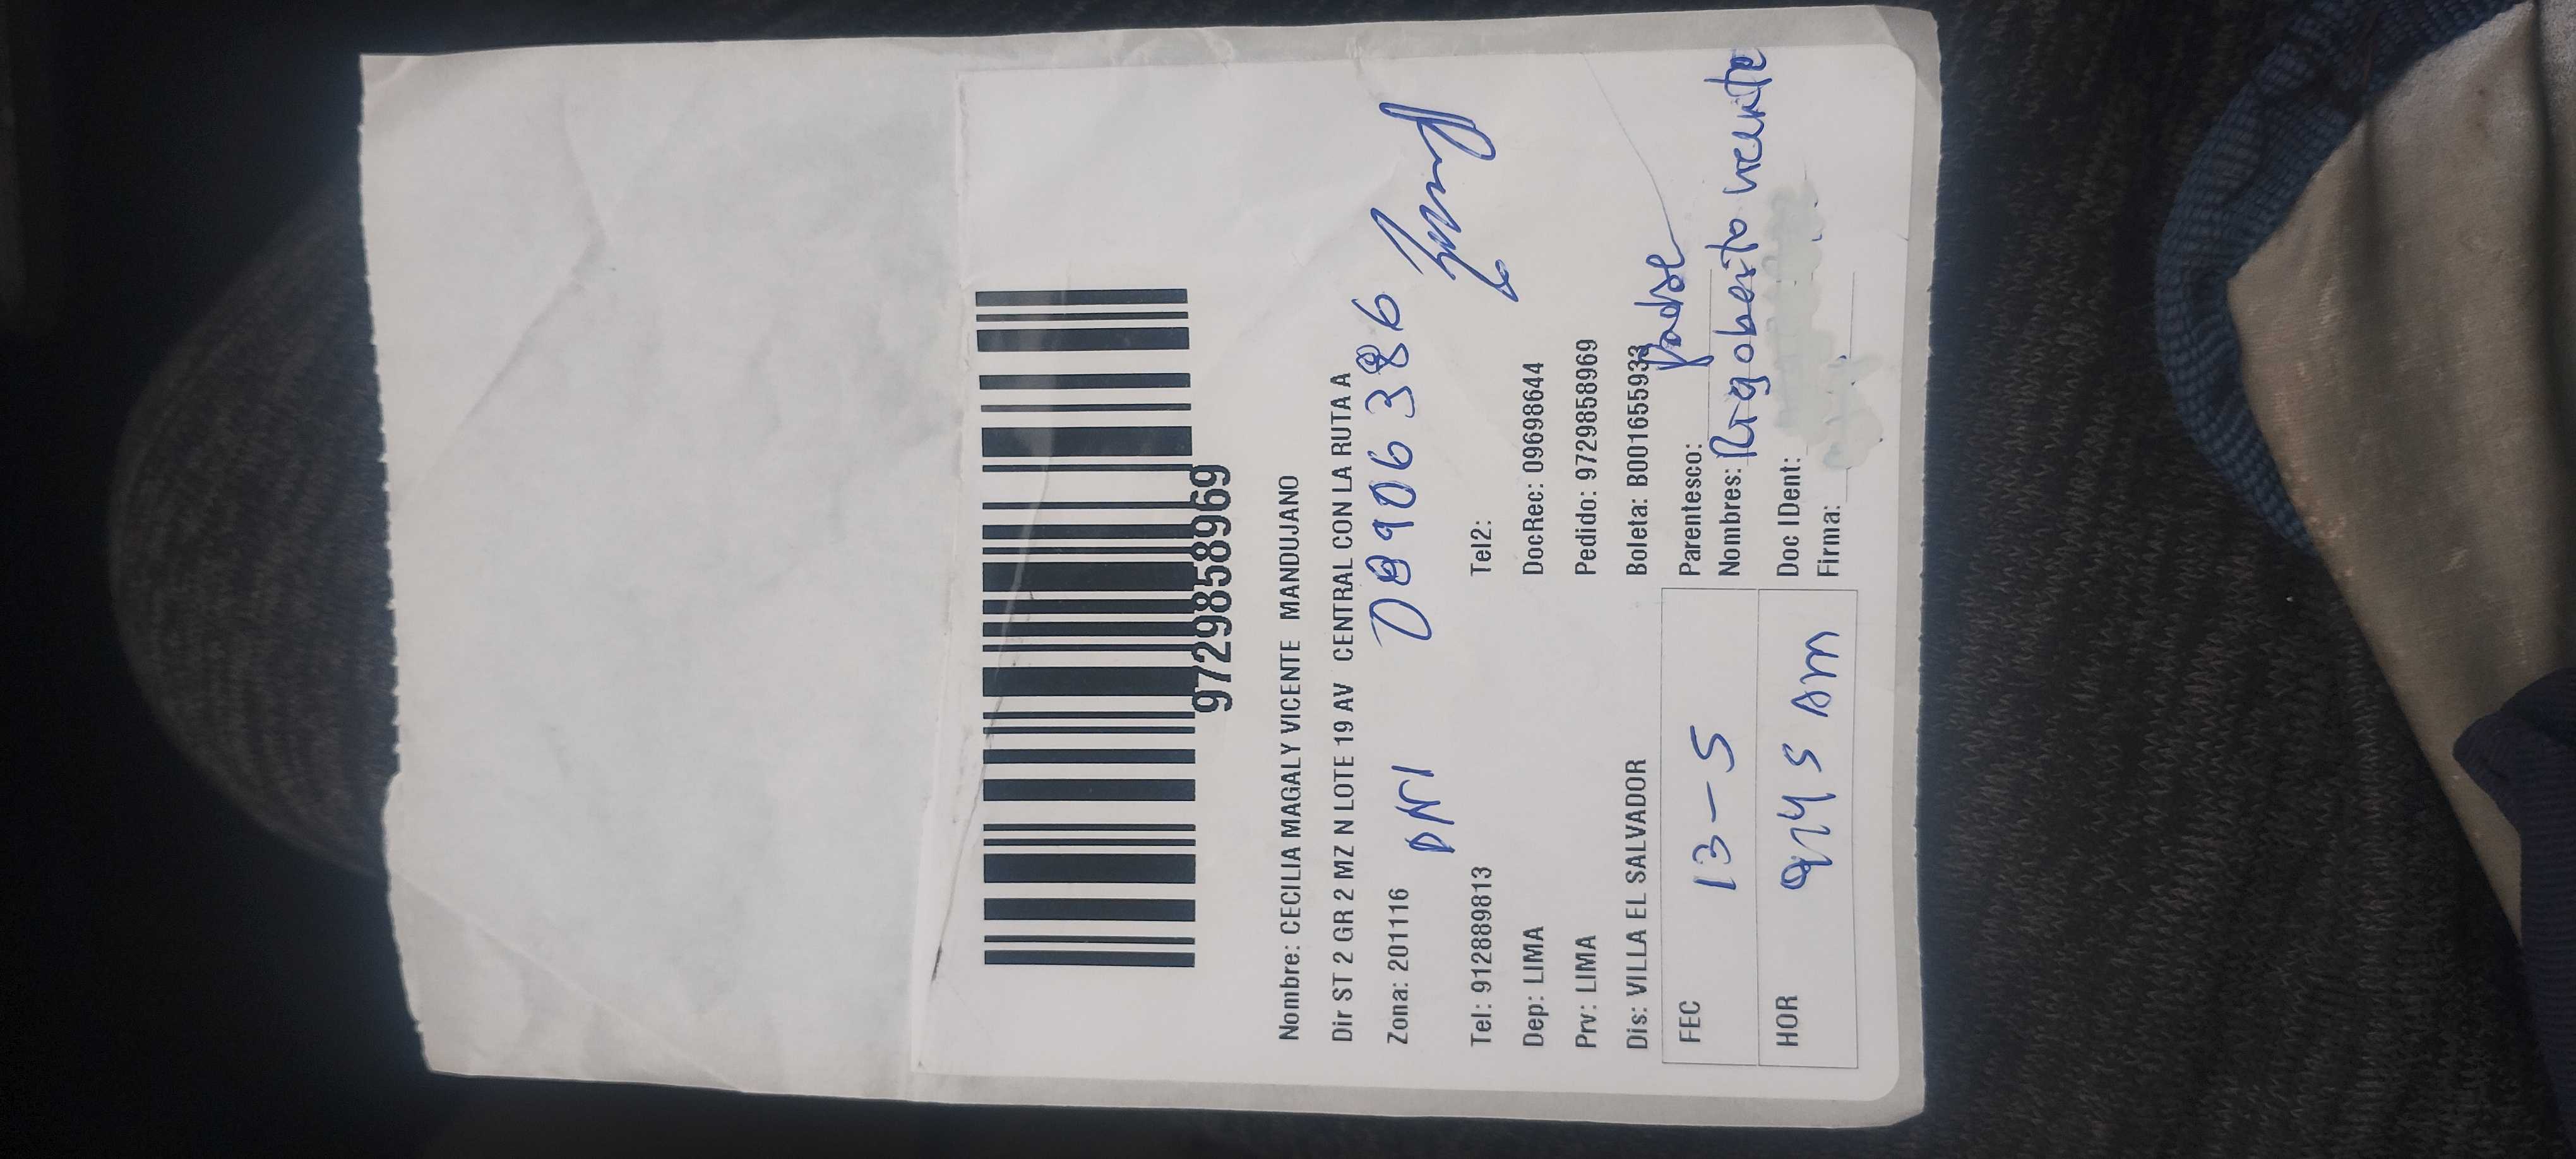 9729858969
Nombre: CECILIA MAGALY VICENTE MANDUJANO
Dir ST 2 GR 2 MZ N LOTE 19 AV CENTRAL CON LA RUTA A
Zona: 201116
DNI 08906386
Tel: 912889813 Tel2:
Dep: LIMA DocRec: 09698644
Prv: LIMA Pedido: 9729858969
Dis: VILLA EL SALVADOR Boleta: B001655933
FEC 13-5 Parentesco: padre
Nombres: Rigoberto vicente
HOR 9:45 AM Doc IDent:
Firma: